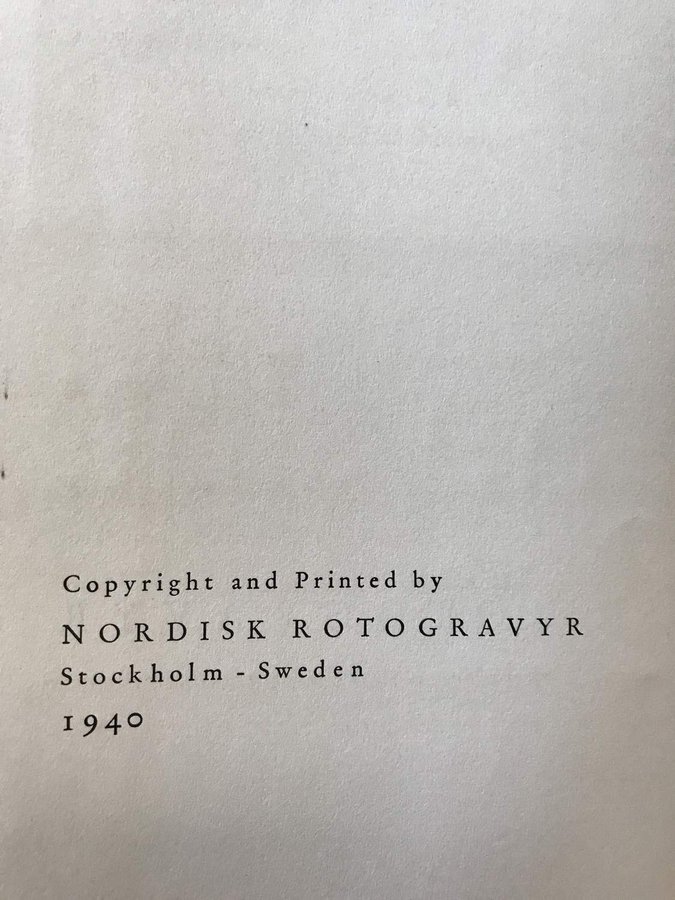 Copyright and Printed by
NORDISK ROTOGRAVYR
Stockholm - Sweden
1940